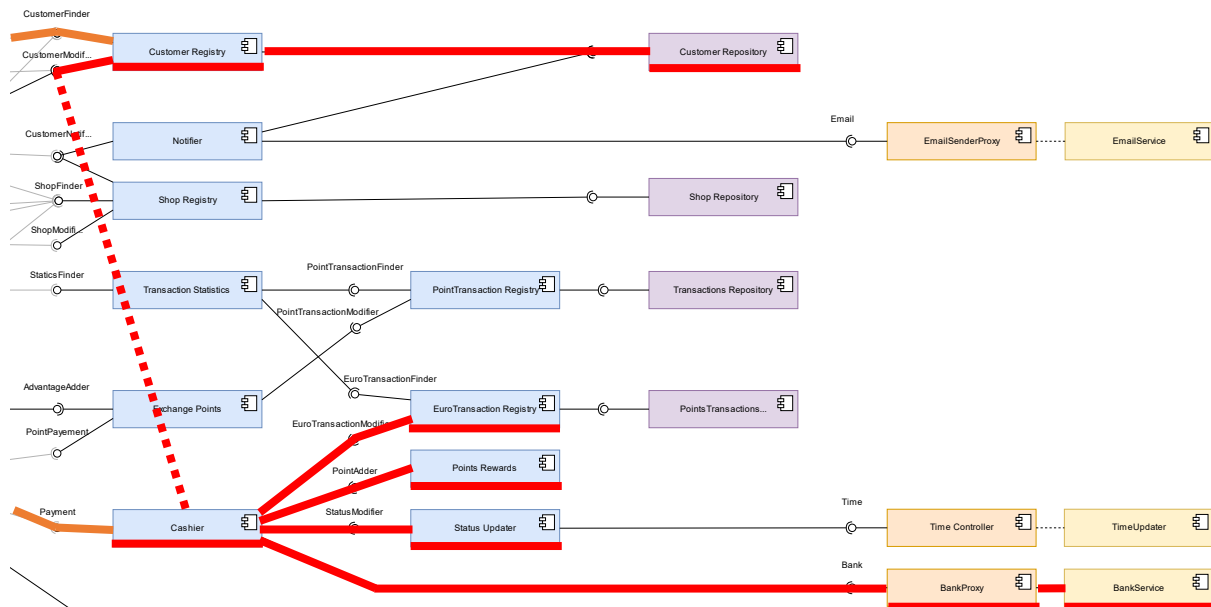 CustomerFinder
Customer Registry
Customer Repository
CustomerModif...
Email
CustomerNotif...
Notifier
EmailSenderProxy
EmailService
ShopFinder
Shop Registry
Shop Repository
ShopModifi...
StaticsFinder
PointTransactionFinder
Transaction Statistics
PointTransaction Registry
Transactions Repository
PointTransactionModifier
EuroTransactionFinder
AdvantageAdder
Exchange Points
EuroTransaction Registry
PointsTransactions...
EuroTransactionModifier
PointPayement
PointAdder
Points Rewards
Time
Payment
StatusModifier
Cashier
Status Updater
Time Controller
TimeUpdater
Bank
BankProxy
BankService